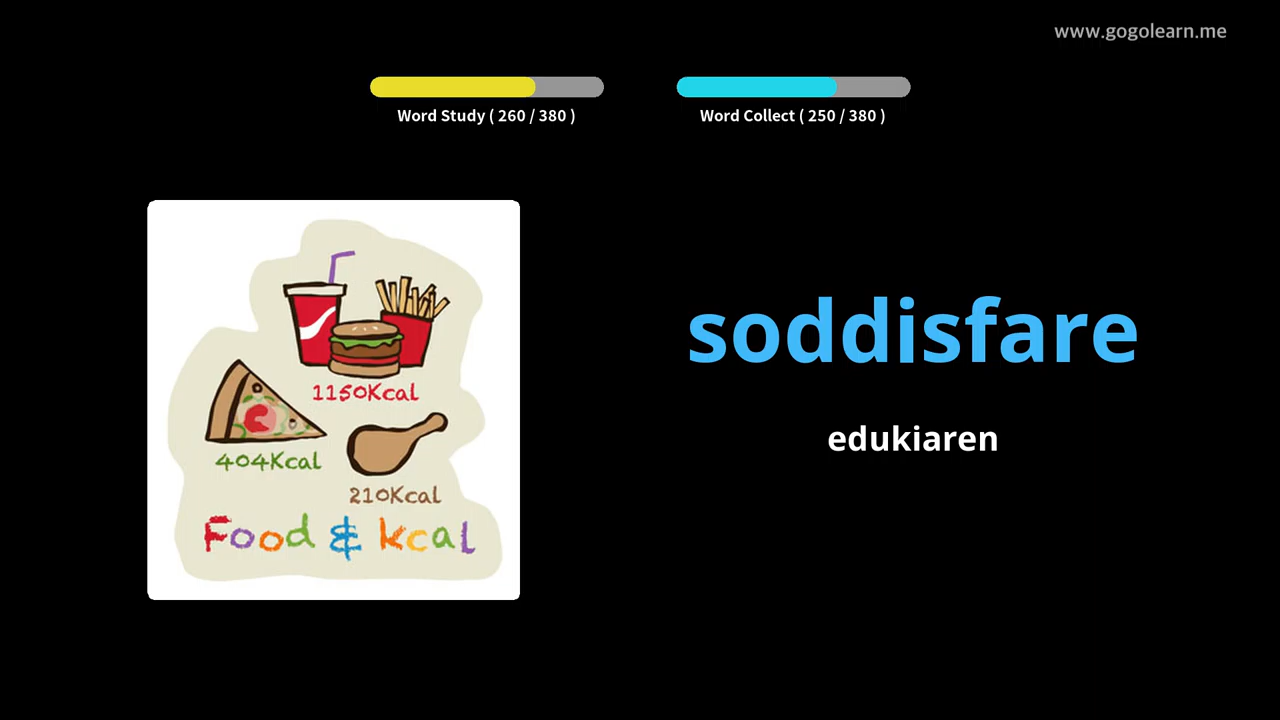 www.gogolearn.me
Word Study ( 260 / 380 )
Word Collect ( 250 / 380 )
1150Kcal
404Kcal
210Kcal
Food & kcal
soddisfare
edukiaren